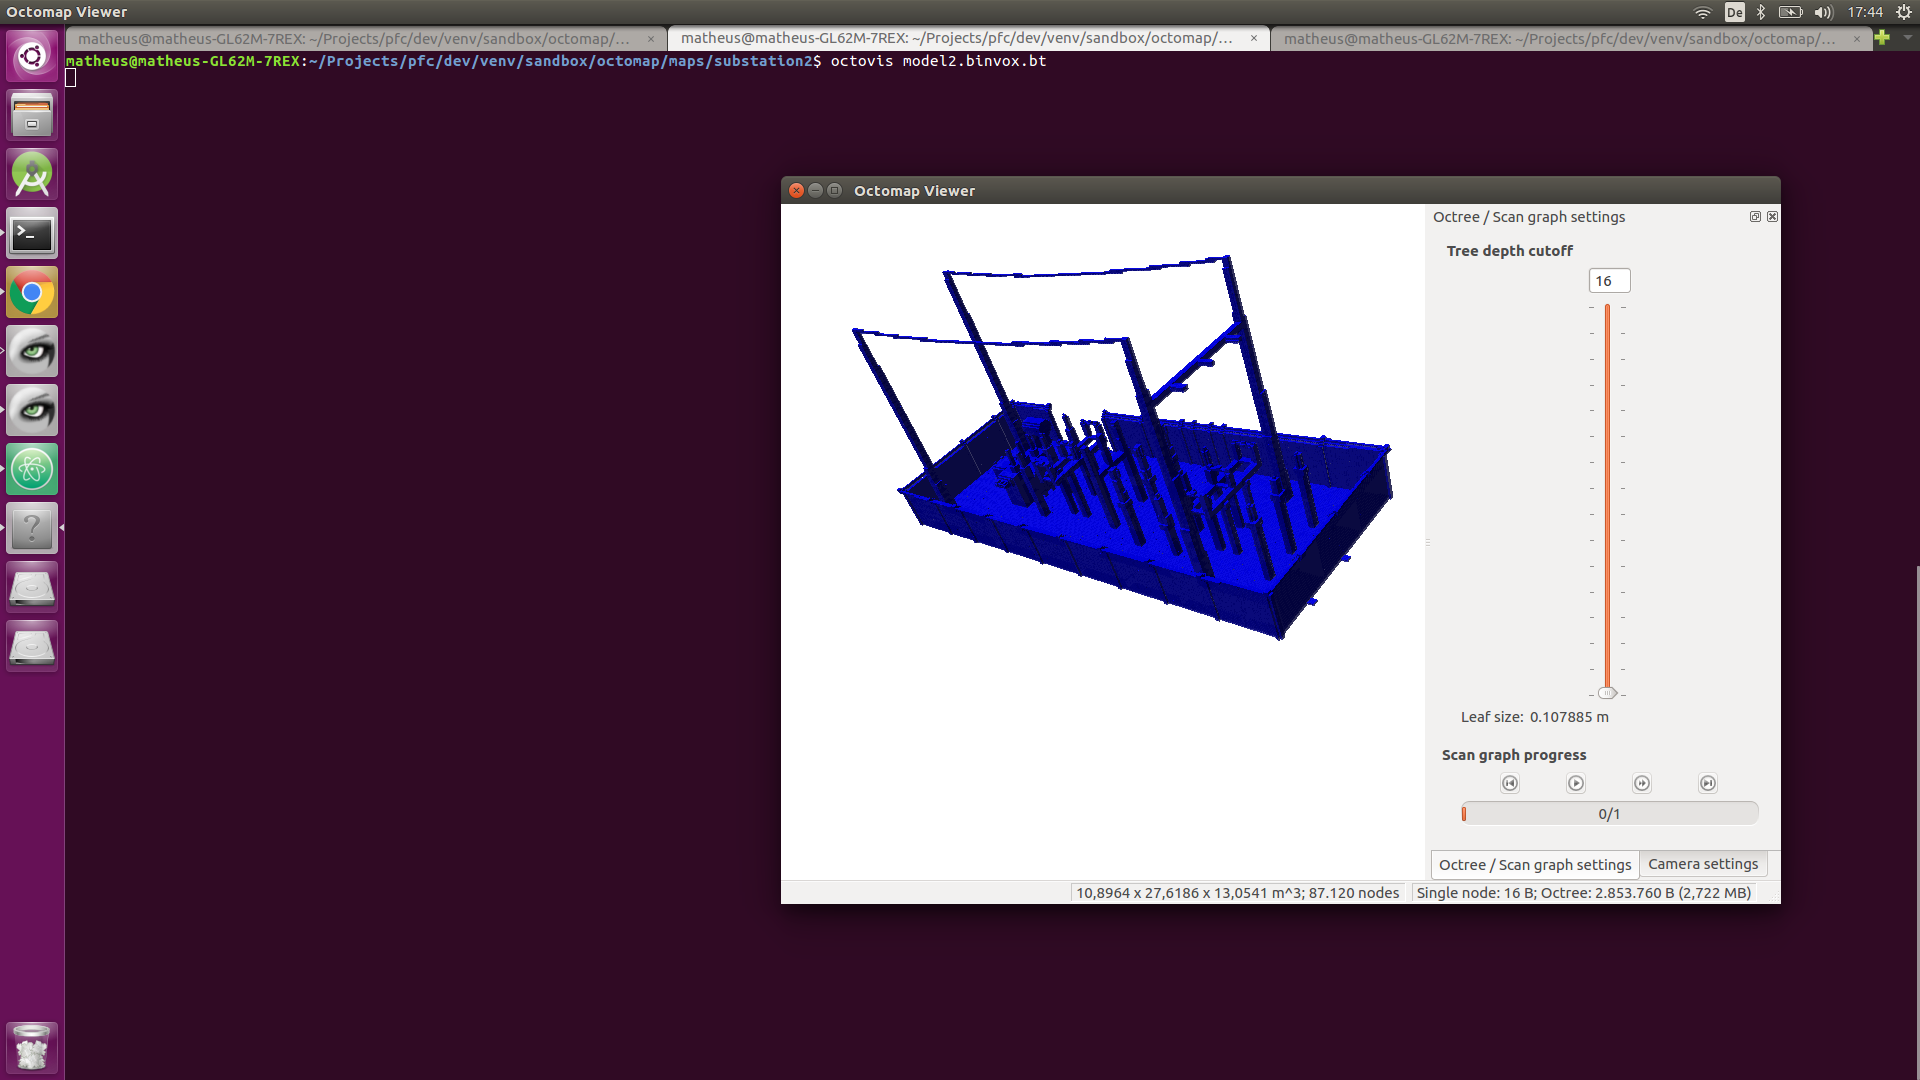 Octomap Viewer
De
17:44
matheus@matheus-GL62M-7REX: ~/Projects/pfc/dev/venv/sandbox/octomap/... ×
matheus@matheus-GL62M-7REX: ~/Projects/pfc/dev/venv/sandbox/octomap/... ×
matheus@matheus-GL62M-7REX: ~/Projects/pfc/dev/venv/sandbox/octomap/... ×
matheus@matheus-GL62M-7REX:~/Projects/pfc/dev/venv/sandbox/octomap/maps/substation2$ octovis model2.binvox.bt
Octomap Viewer
Octree / Scan graph settings
Tree depth cutoff
16
Leaf size: 0.107885 m
Scan graph progress
0/1
Octree / Scan graph settings
Camera settings
10,8964 x 27,6186 x 13,0541 m^3; 87.120 nodes
Single node: 16 B; Octree: 2.853.760 B (2,722 MB)